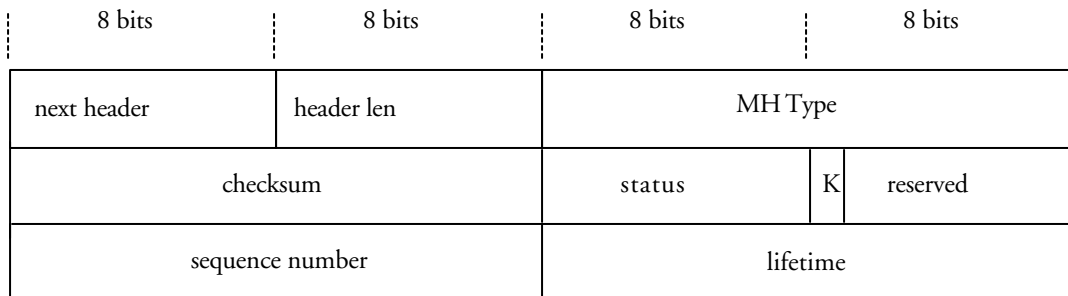 8 bits 8 bits 8 bits 8 bits
next header header len MH Type
checksum status K reserved
sequence number lifetime